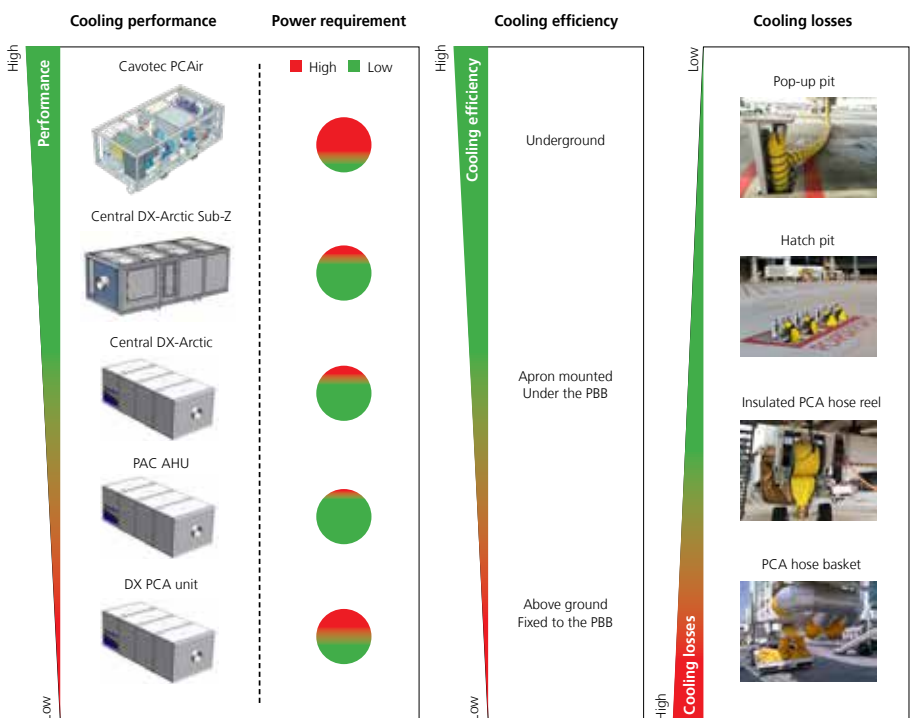 Cooling performance
Power requirement
Cooling efficiency
Cooling losses
High
Performance
Low
Cavotec PCAir
Central DX-Arctic Sub-Z
Central DX-Arctic
PAC AHU
DX PCA unit
High
Low
High
Cooling efficiency
Low
Underground
Apron mounted
Under the PBB
Above ground
Fixed to the PBB
Low
Cooling losses
High
Pop-up pit
Hatch pit
Insulated PCA hose reel
PCA hose basket